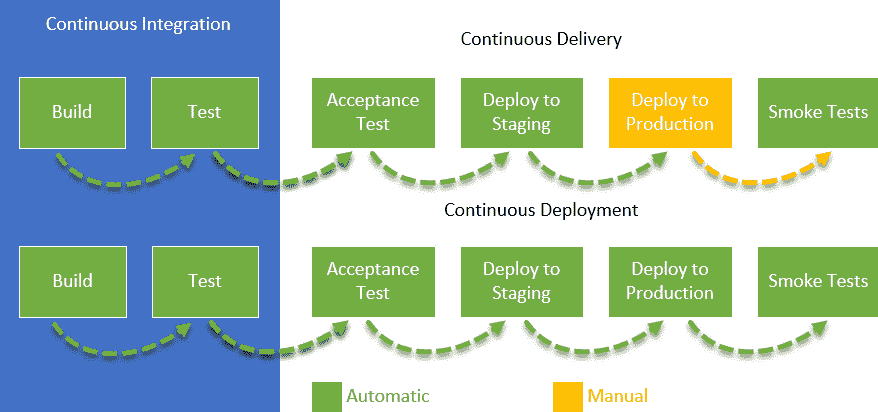 Continuous Integration
Continuous Delivery
Build
Test
Acceptance
Test
Deploy to
Staging
Deploy to
Production
Smoke Tests
Continuous Deployment
Build
Test
Acceptance
Test
Deploy to
Staging
Deploy to
Production
Smoke Tests
Automatic
Manual